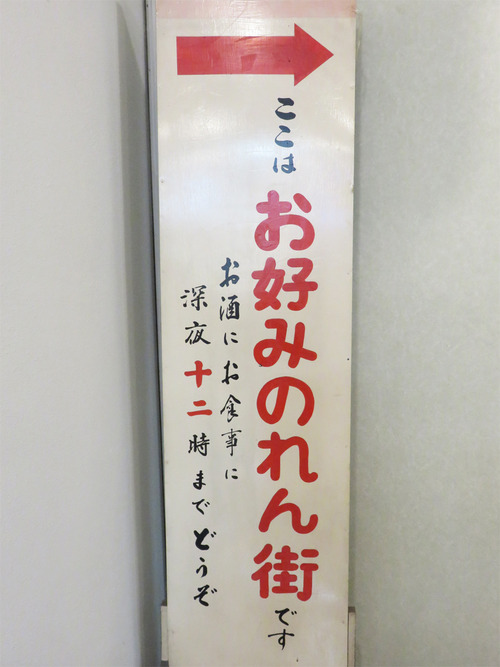 ここはお好みのれん街です
お酒にお食事に
深夜十二時までどうぞ